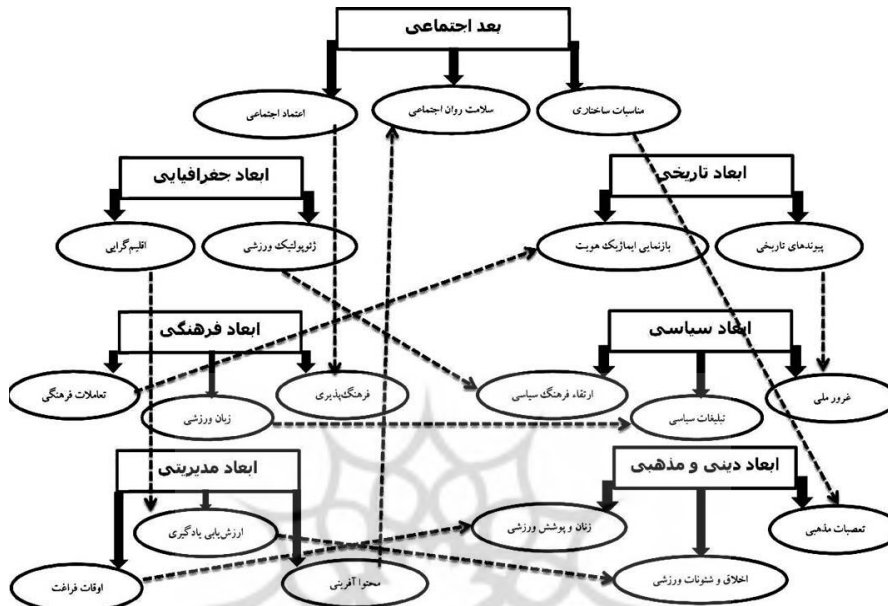 بعد اجتماعی
مناسبات ساختاری
سلامت روان اجتماعی
اعتماد اجتماعی
ابعاد تاریخی
ابعاد جغرافیایی
پیوندهای تاریخی
بازنمایی ایماژیک هویت
ژئوپولتیک ورزشی
اقلیم‌گرایی
ابعاد سیاسی
ابعاد فرهنگی
غرور ملی
تبلیغات سیاسی
ارتقاء فرهنگ سیاسی
فرهنگ‌پذیری
زبان ورزشی
تعاملات فرهنگی
ابعاد دینی و مذهبی
ابعاد مدیریتی
تعصبات مذهبی
زنان و پوشش ورزشی
ارزش‌یابی یادگیری
اخلاق و شئونات ورزشی
محتوا آفرینی
اوقات فراغت